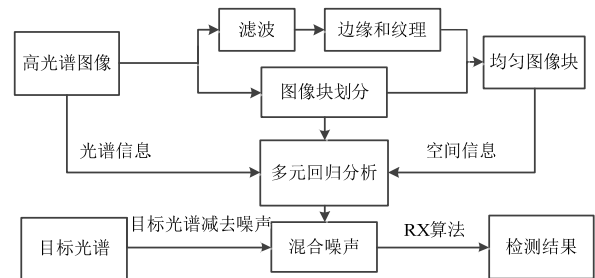 滤波
边缘和纹理
高光谱图像
均匀图像块
图像块划分
光谱信息
空间信息
多元回归分析
目标光谱减去噪声
RX算法
目标光谱
混合噪声
检测结果